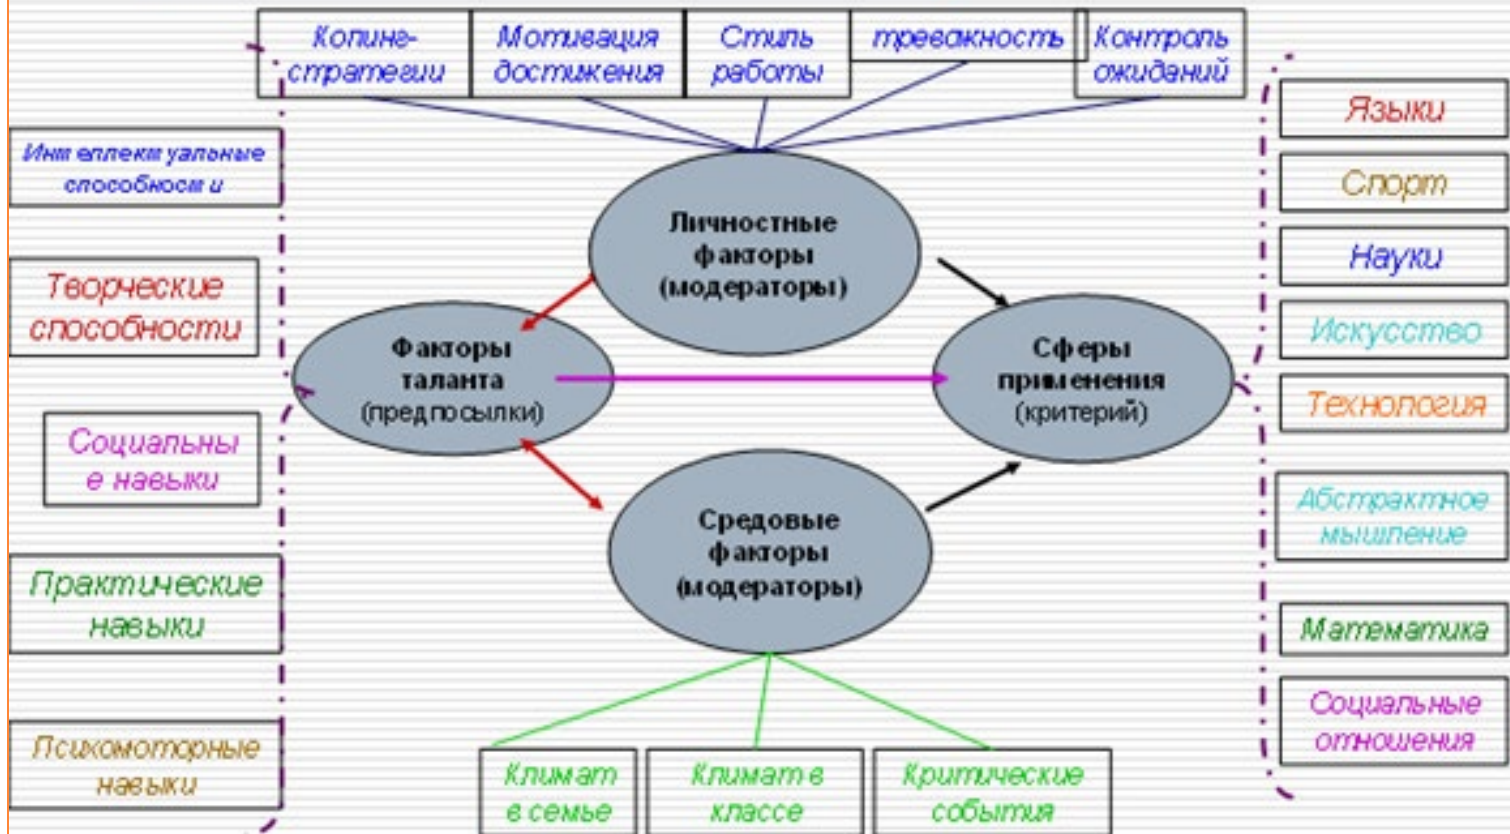 Копинг-
стратегии
Мотивация
достижения
Стиль
работы
тревожность
Контроль
ожиданий
Интеллектуальные
способности
Творческие
способности
Социальны
е навыки
Практические
навыки
Психомоторные
навыки
Личностные
факторы
(модераторы)
Факторы
таланта
(предпосылки)
Сферы
применения
(критерий)
Средовые
факторы
(модераторы)
Климат
в семье
Климат в
классе
Критические
события
Языки
Спорт
Науки
Искусство
Технология
Абстрактное
мышление
Математика
Социальные
отношения